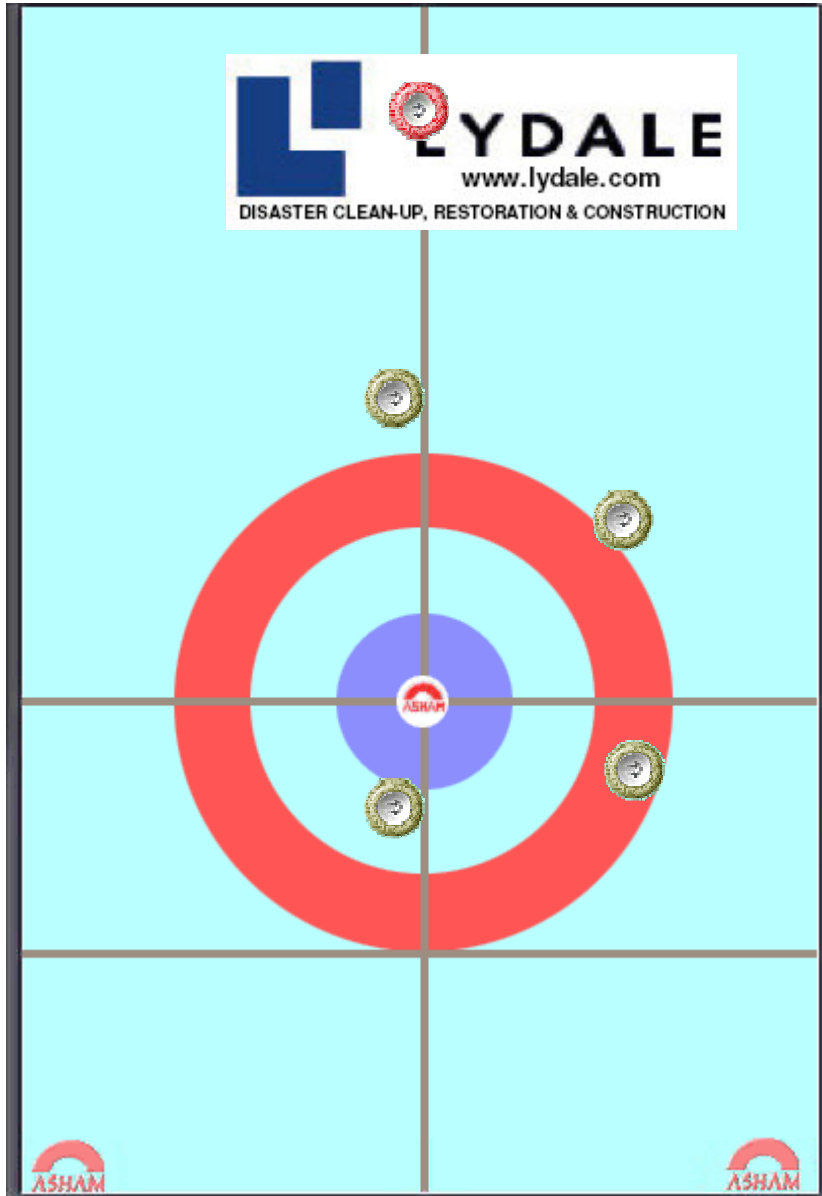 LYDALE
www.lydale.com
DISASTER CLEAN-UP, RESTORATION & CONSTRUCTION
ASHAM
ASHAM
ASHAM